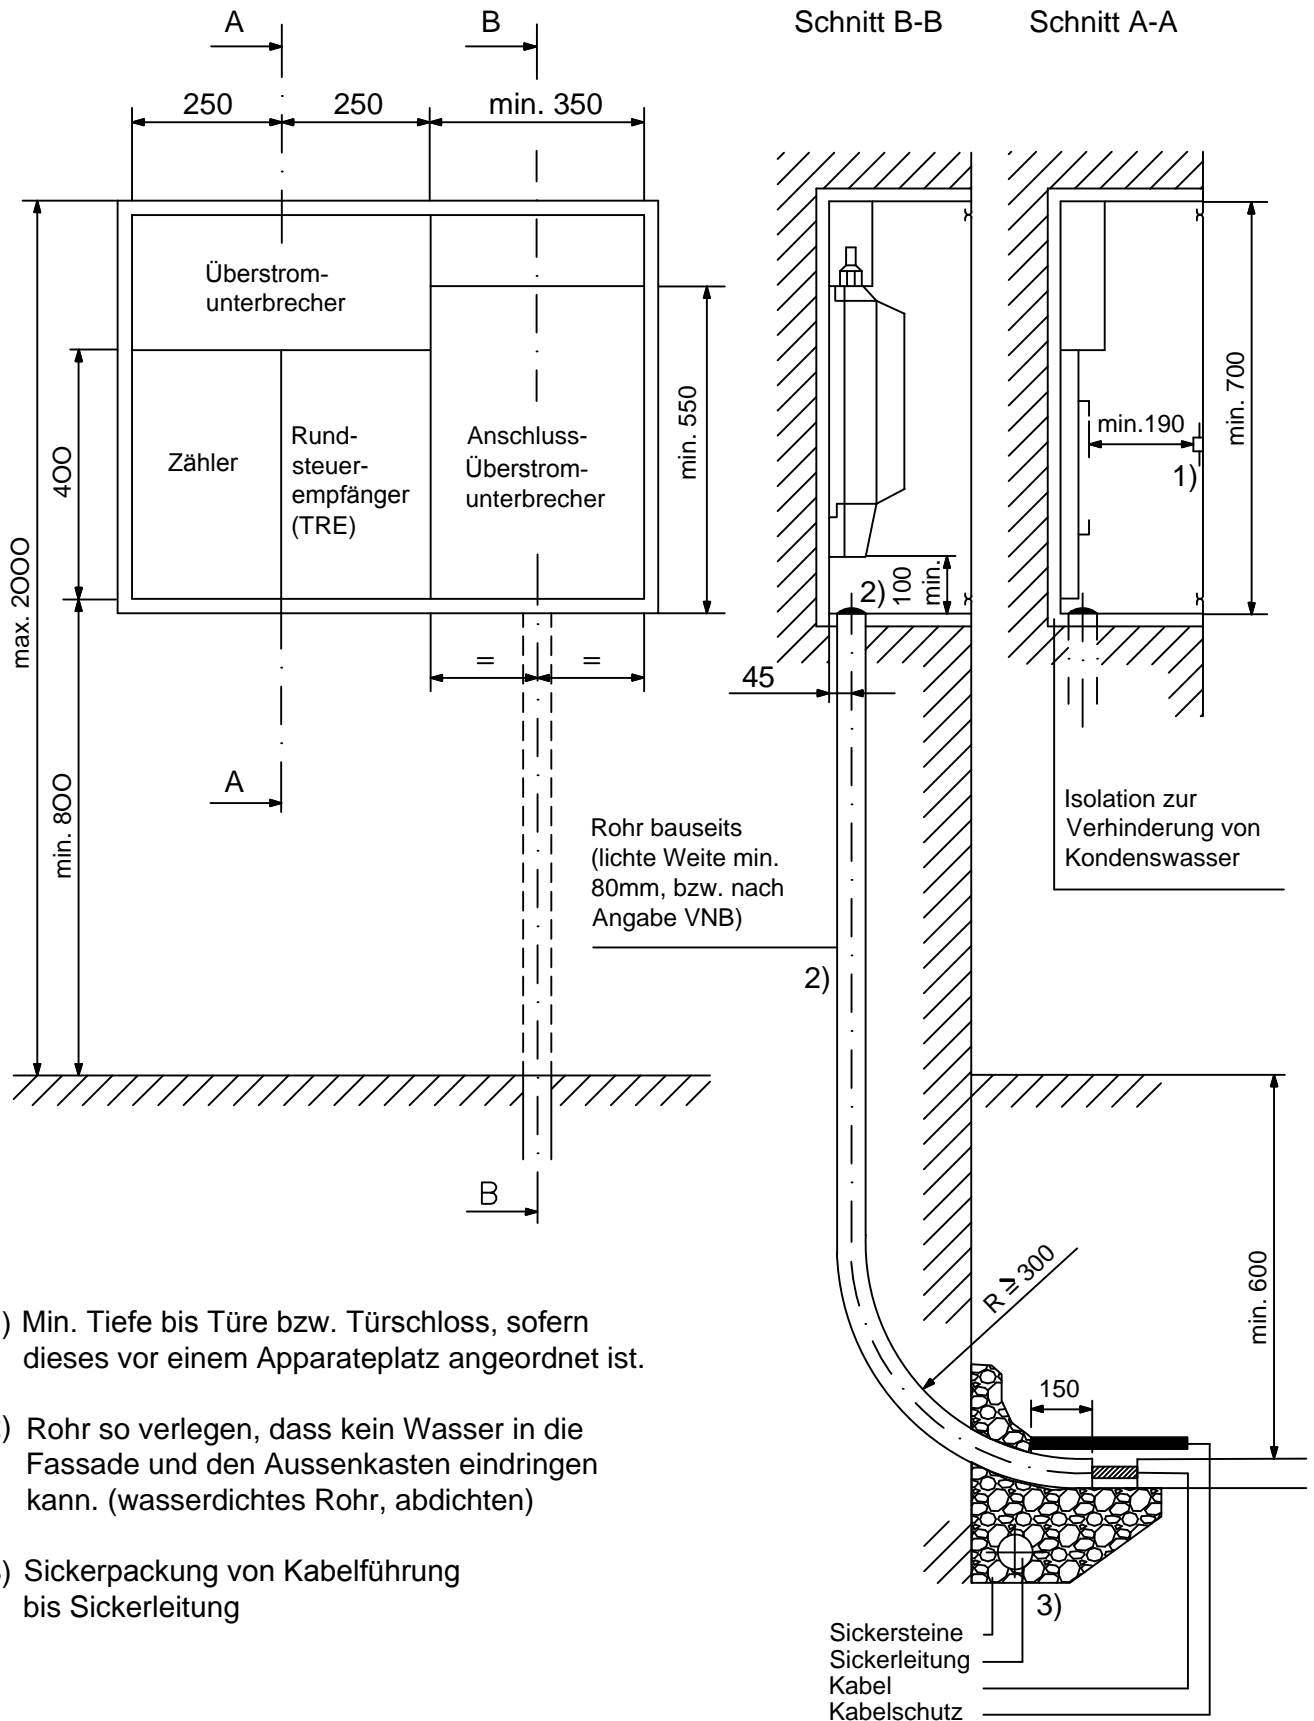 A
B
Schnitt B-B
Schnitt A-A
250
250
min. 350
Überstrom-
unterbrecher
Zähler
Rund-
steuer-
empfänger
(TRE)
Anschluss-
Überstrom-
unterbrecher
400
max. 2000
min. 800
min. 550
min. 700
min.190
1)
2)
100
min.
45
=
=
A
Rohr bauseits
(lichte Weite min.
80mm, bzw. nach
Angabe VNB)
2)
Isolation zur
Verhinderung von
Kondenswasser
B
R ≥ 300
min. 600
150
) Min. Tiefe bis Türe bzw. Türschloss, sofern
dieses vor einem Apparateplatz angeordnet ist.
) Rohr so verlegen, dass kein Wasser in die
Fassade und den Aussenkasten eindringen
kann. (wasserdichtes Rohr, abdichten)
) Sickerpackung von Kabelführung
bis Sickerleitung
3)
Sickersteine
Sickerleitung
Kabel
Kabelschutz